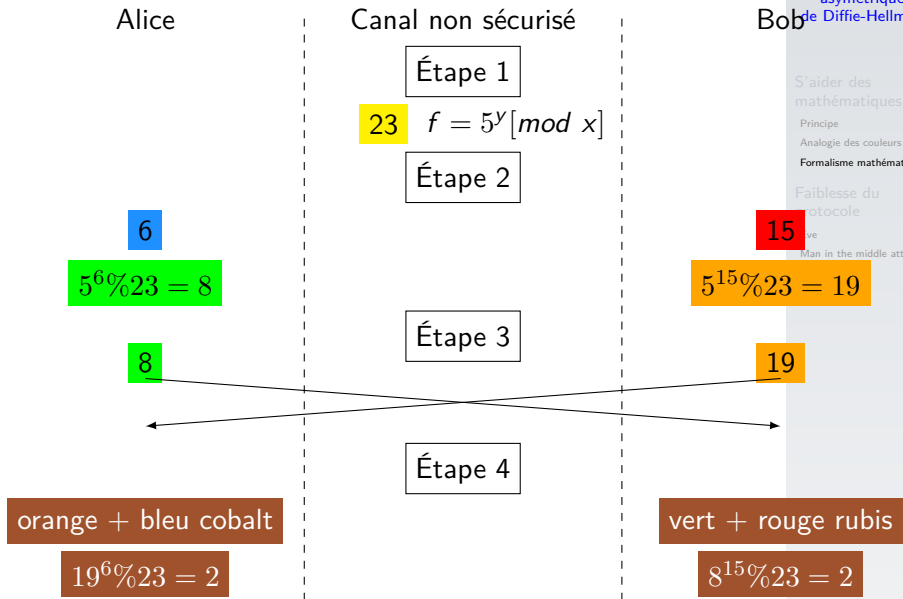 Alice
Canal non sécurisé
Bob
asymétrique
de Diffie-Hellm
Étape 1
23 f = 5^y[mod x]
Étape 2
6
15
5^6%23 = 8
5^15%23 = 19
Étape 3
8
19
Étape 4
orange + bleu cobalt
vert + rouge rubis
19^6%23 = 2
8^15%23 = 2
S'aider des
mathématiques
Principe
Analogie des couleurs
Formalisme mathémat
Faiblesse du
rotocole
ve
Man in the middle att